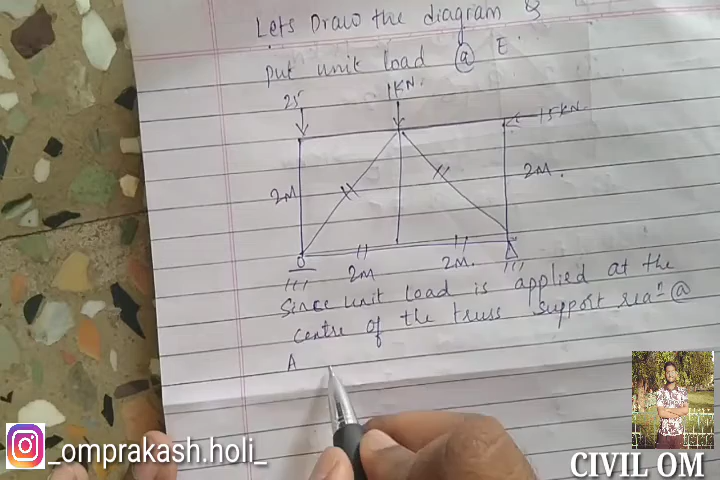 Lets Draw the diagram &
put unit load @ E.
25
1KN.
15KN.
2M
2M.
2M
2M.
Since unit load is applied at the
centre of the truss support reaⁿ @
A
_omprakash.holi_
CIVIL OM